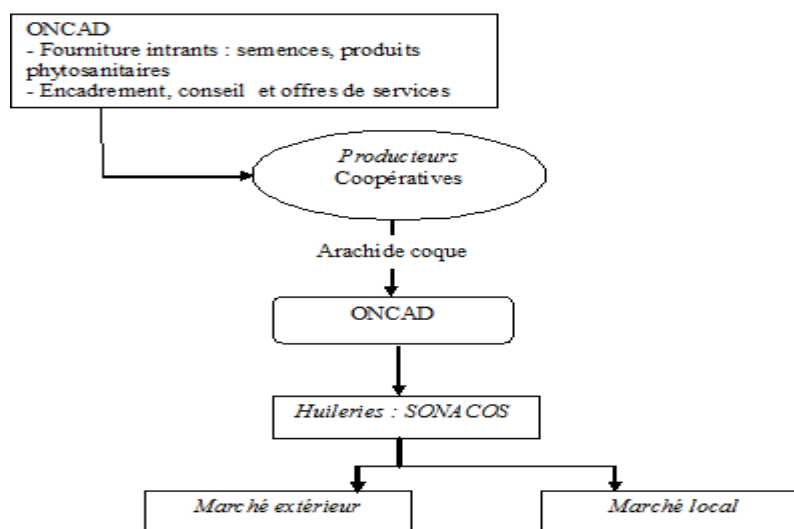 ONCAD
- Fourniture intrants : semences, produits
phytosanitaires
- Encadrement, conseil et offres de services
Producteurs
Coopératives
Arachide coque
ONCAD
Huileries : SONACOS
Marché extérieur
Marché local